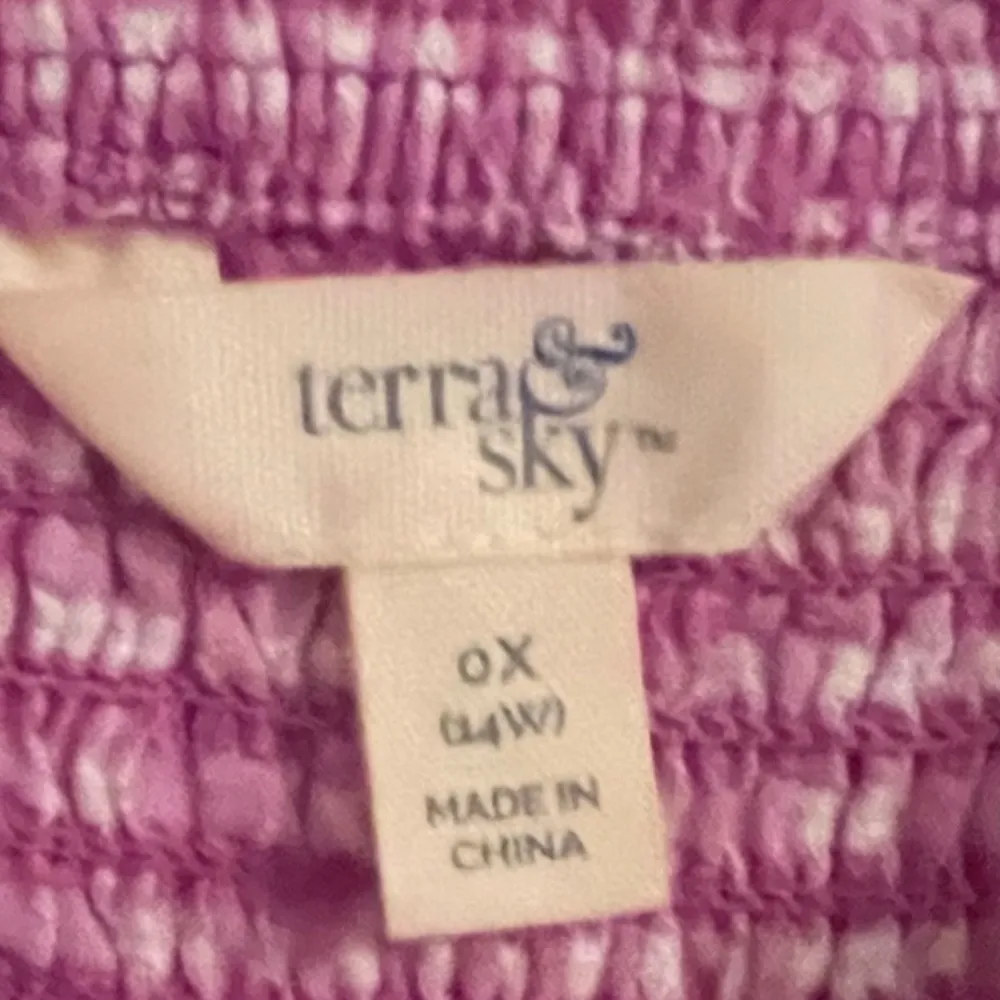 terra&
sky™
0X
(14W)
MADE IN
CHINA